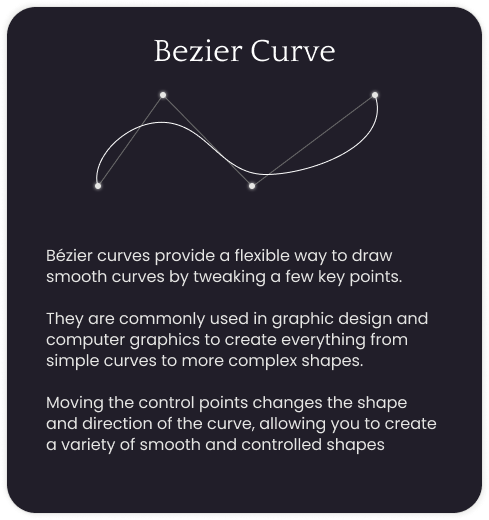 Bezier Curve
Bézier curves provide a flexible way to draw
smooth curves by tweaking a few key points.
They are commonly used in graphic design and
computer graphics to create everything from
simple curves to more complex shapes.
Moving the control points changes the shape
and direction of the curve, allowing you to create
a variety of smooth and controlled shapes